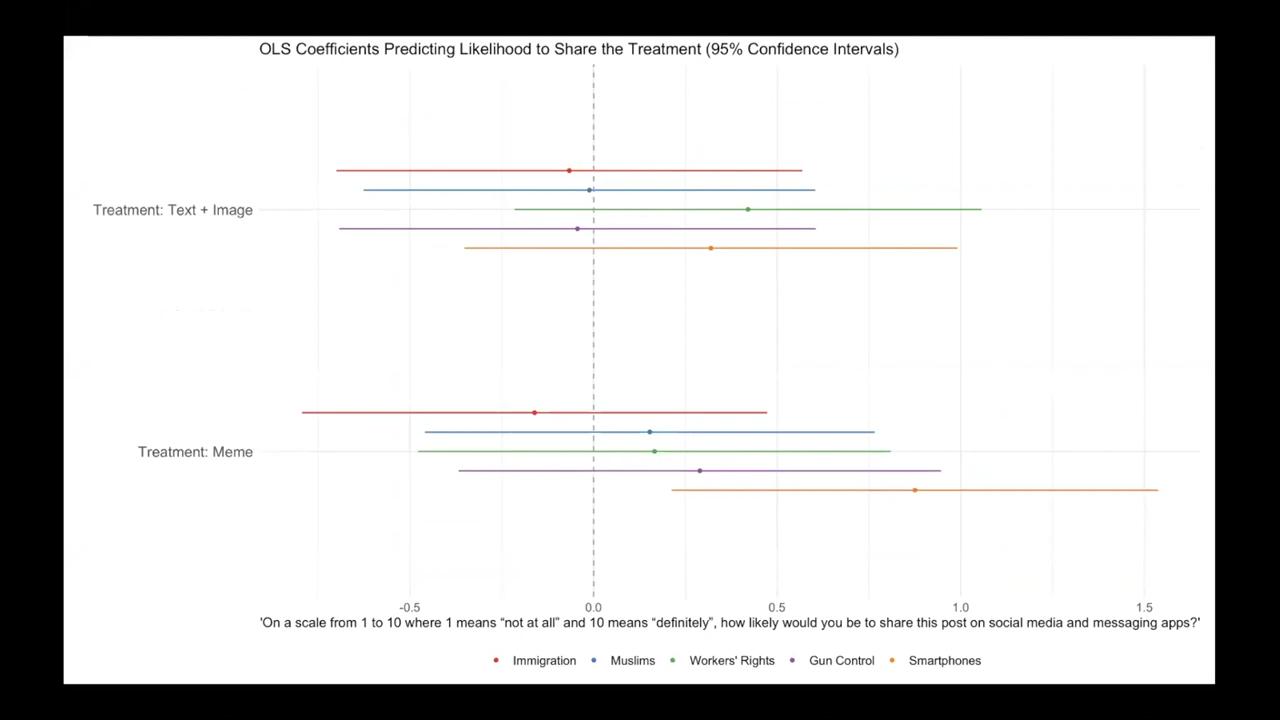 OLS Coefficients Predicting Likelihood to Share the Treatment (95% Confidence Intervals)
Treatment: Text + Image
Treatment: Meme
-0.5 0.0 0.5 1.0 1.5
'On a scale from 1 to 10 where 1 means “not at all” and 10 means “definitely”, how likely would you be to share this post on social media and messaging apps?'
Immigration Muslims Workers' Rights Gun Control Smartphones